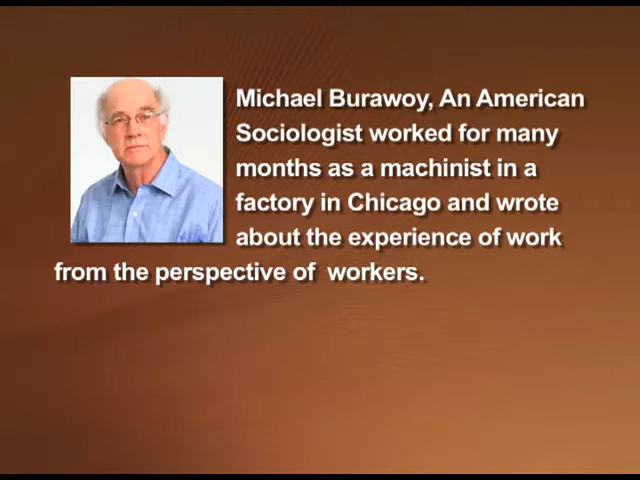 Michael Burawoy, An American
Sociologist worked for many
months as a machinist in a
factory in Chicago and wrote
about the experience of work
from the perspective of workers.